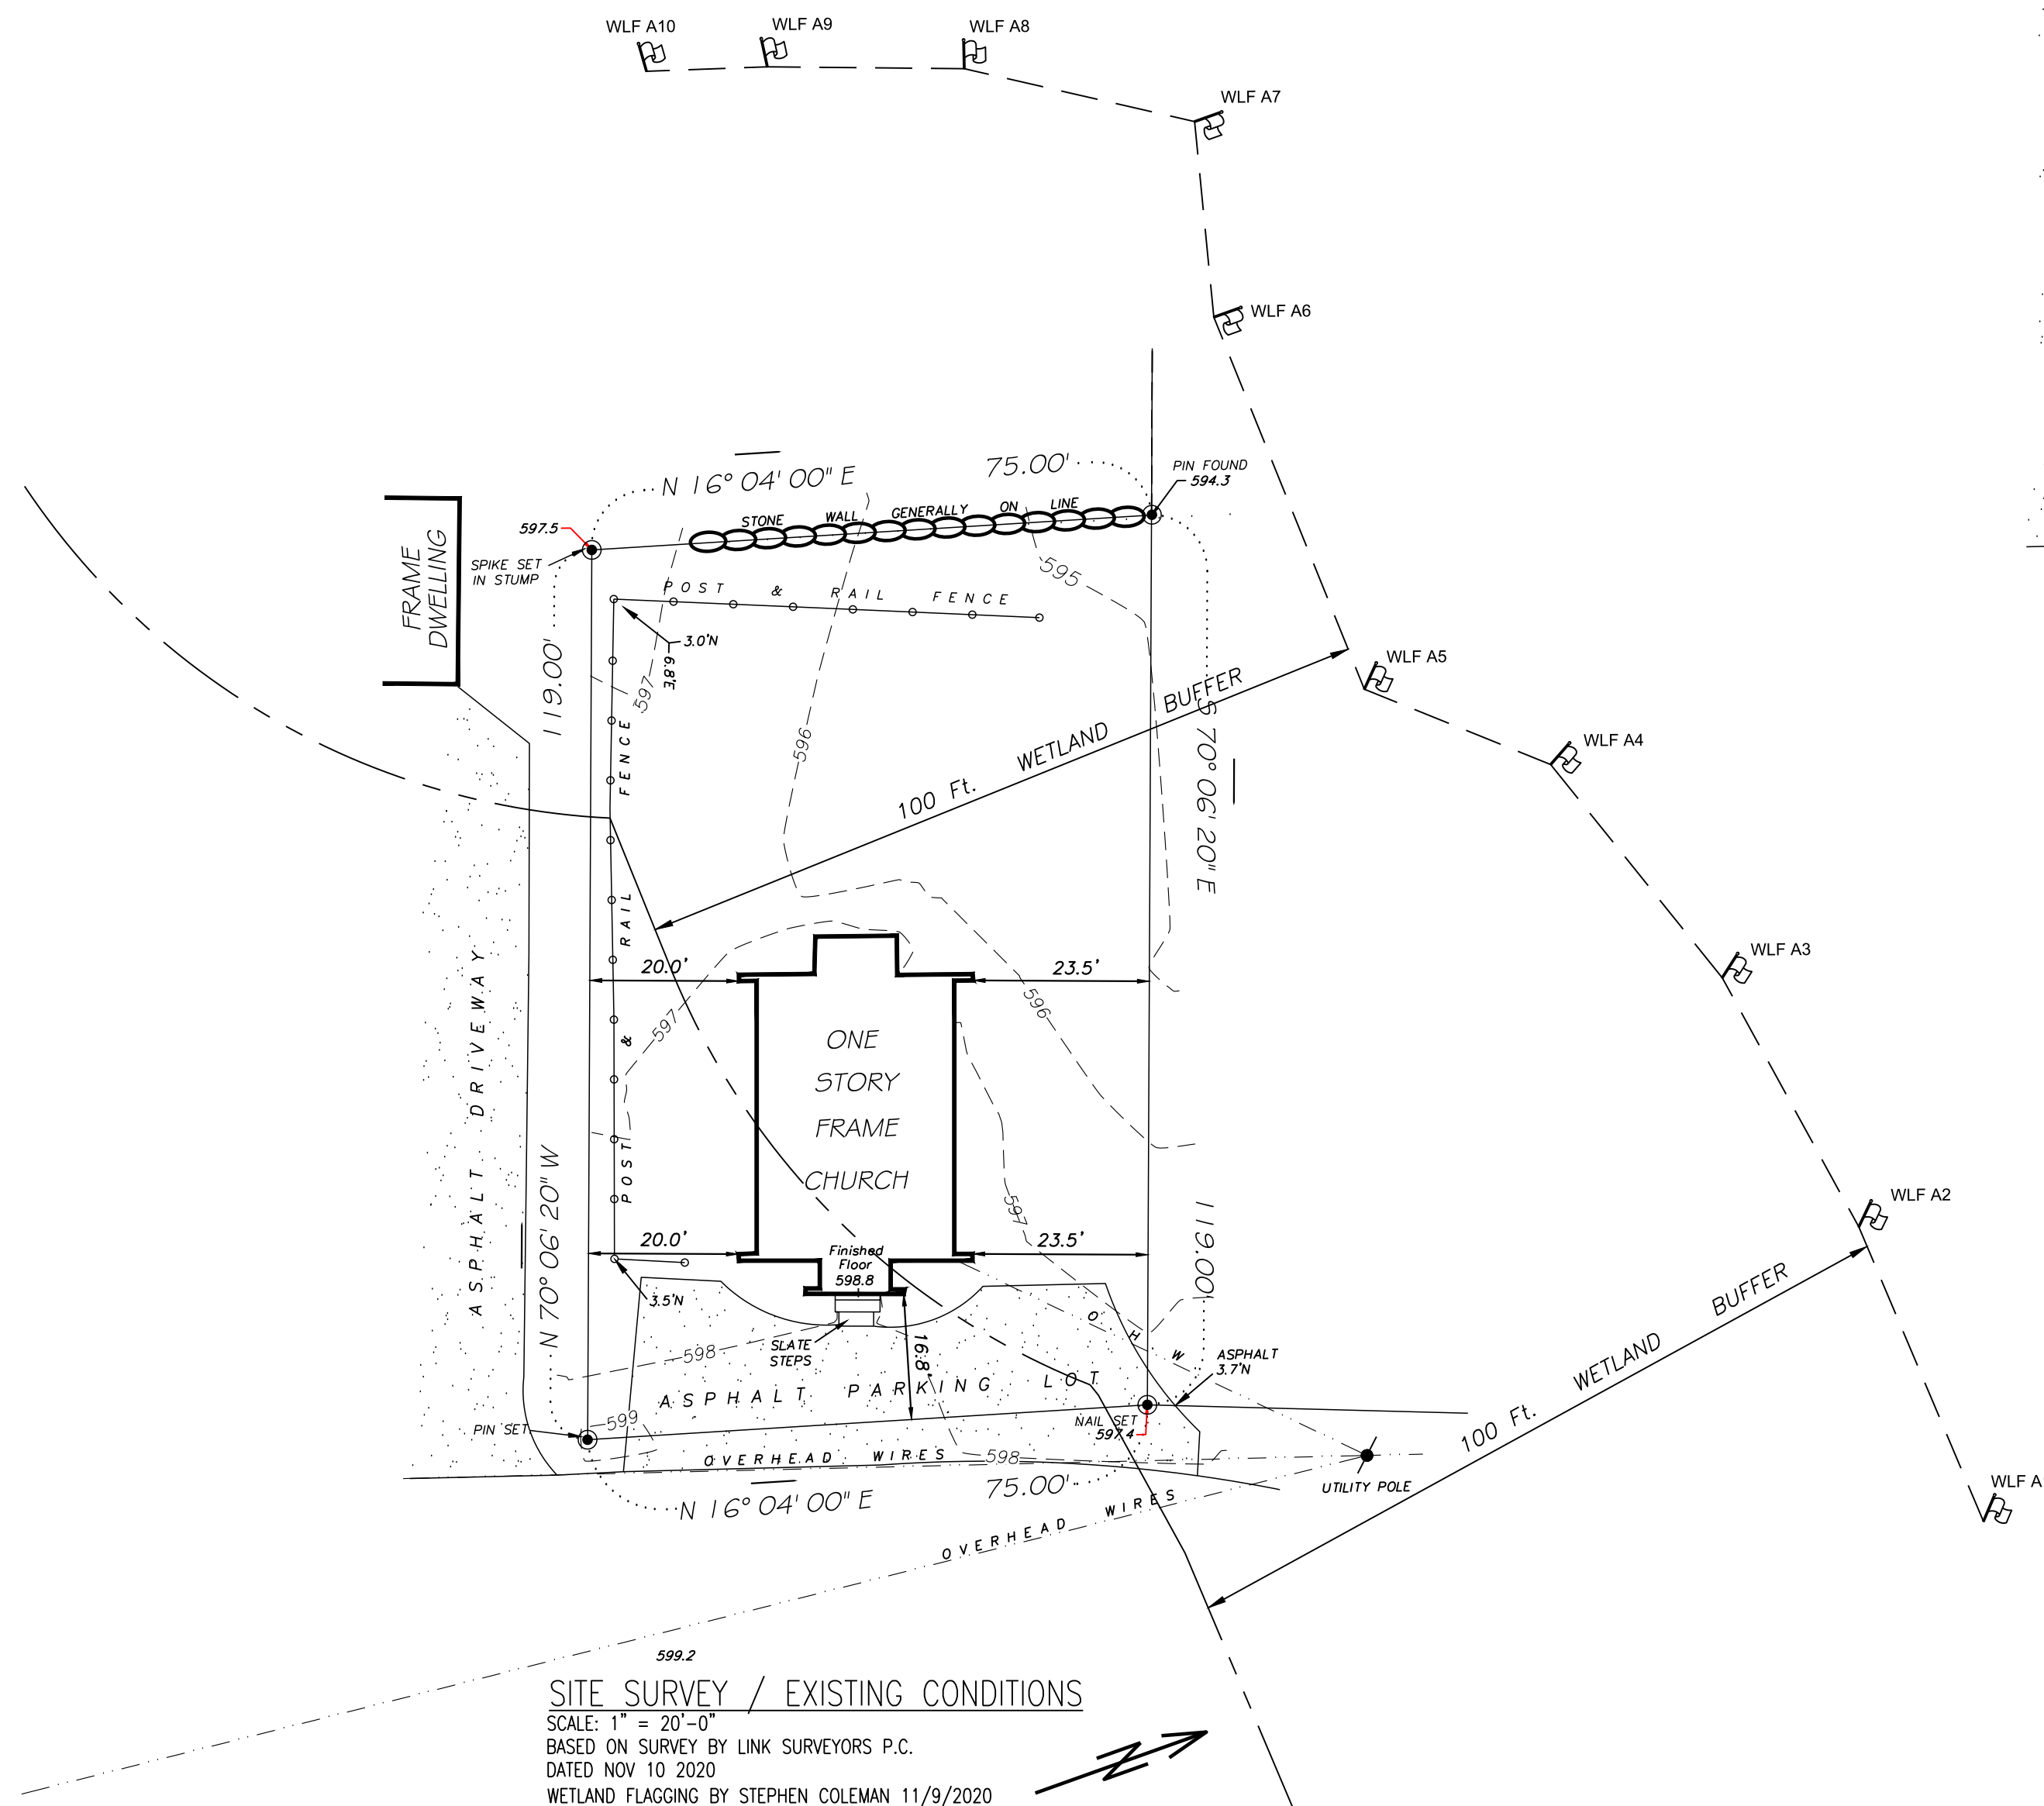 WLF A10
WLF A9
WLF A8
WLF A7
WLF A6
N 16° 04' 00" E
75.00'
PIN FOUND
594.3
STONE WALL GENERALLY ON LINE
597.5
SPIKE SET
IN STUMP
FRAME
DWELLING
595
POST & RAIL FENCE
3.0'N
6.8'E
119.00'
597
WLF A5
WLF A4
596
100 Ft. WETLAND BUFFER
S 70° 06' 20" E
POST & RAIL FENCE
WLF A3
20.0'
23.5'
597
596
ONE
STORY
FRAME
CHURCH
ASPHALT DRIVEWAY
N 70° 06' 20" W
WLF A2
597
119.00'
20.0'
23.5'
Finished
Floor
598.8
3.5'N
100 Ft. WETLAND BUFFER
OHW
SLATE
STEPS
16.8'
598
ASPHALT
3.7'N
ASPHALT PARKING LOT
599
PIN SET
NAIL SET
597.4
OVERHEAD WIRES
598
UTILITY POLE
WLF A
N 16° 04' 00" E
75.00'
OVERHEAD WIRES
599.2
SITE SURVEY / EXISTING CONDITIONS
SCALE: 1" = 20'-0"
BASED ON SURVEY BY LINK SURVEYORS P.C.
DATED NOV 10 2020
WETLAND FLAGGING BY STEPHEN COLEMAN 11/9/2020
N